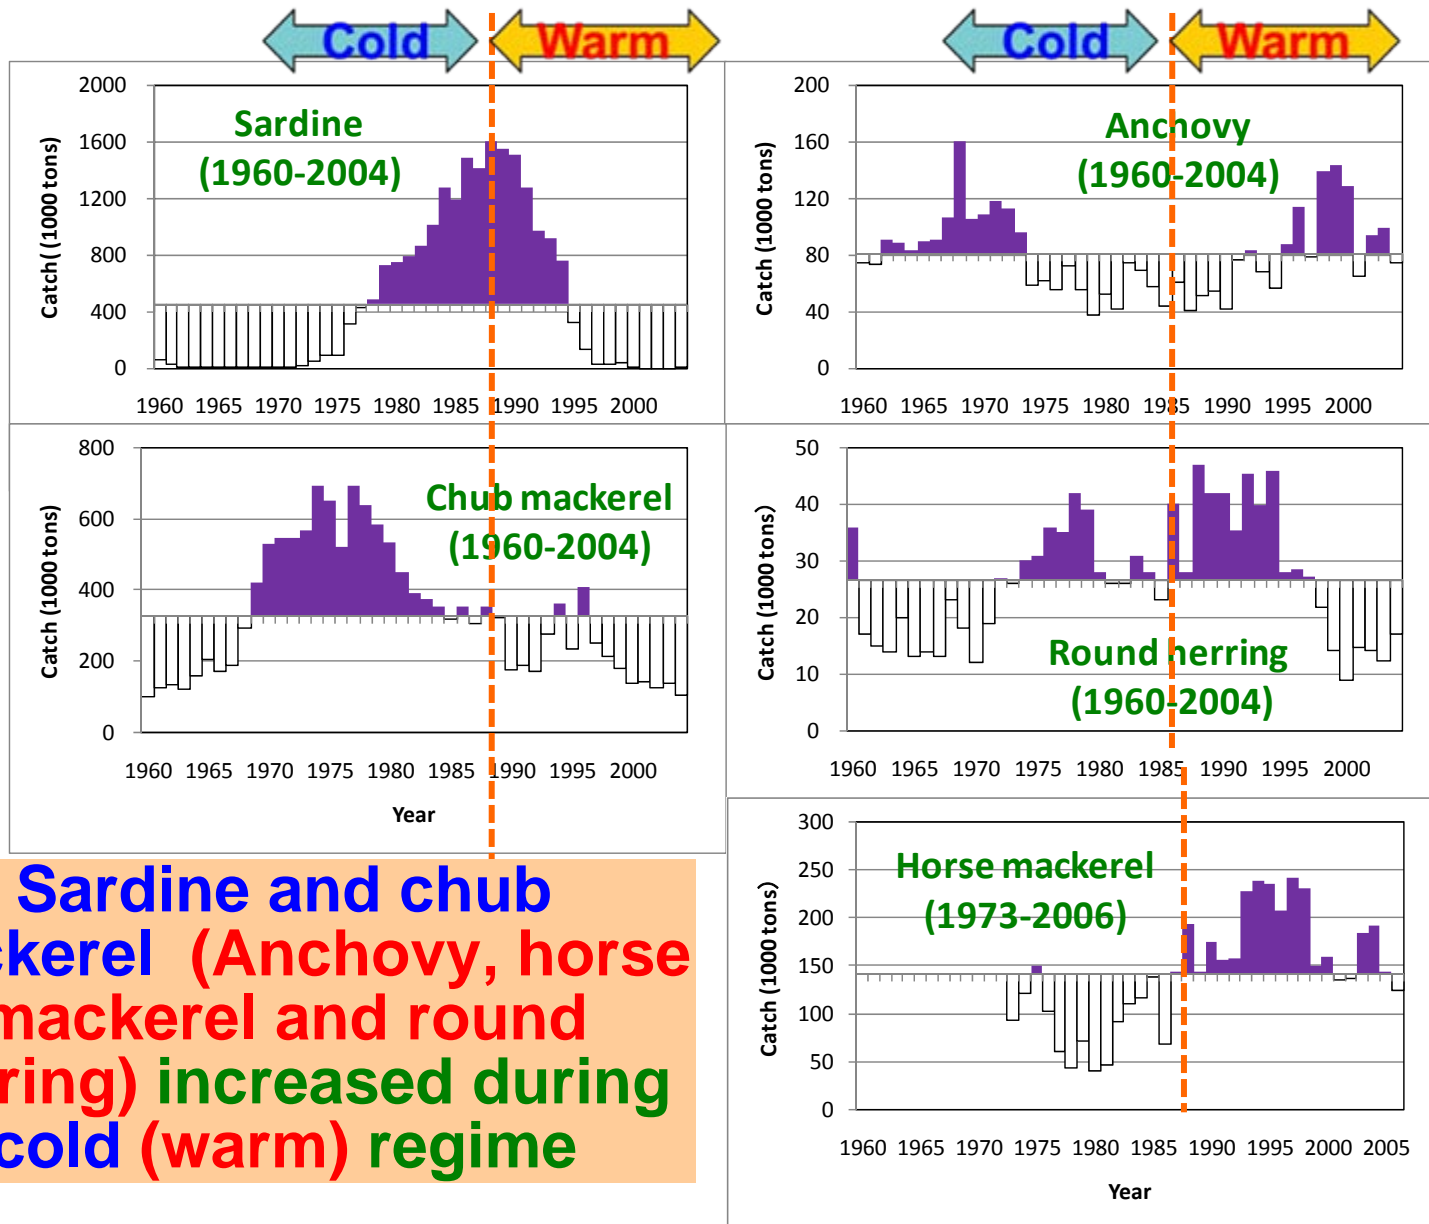 Cold Warm Cold Warm
Sardine
(1960-2004)
Catch( (1000 tons)
2000
1600
1200
800
400
0
1960 1965 1970 1975 1980 1985 1990 1995 2000
Anchovy
(1960-2004)
Catch (1000 tons)
200
160
120
80
40
0
1960 1965 1970 1975 1980 1985 1990 1995 2000
Chub mackerel
(1960-2004)
Catch (1000 tons)
800
600
400
200
0
1960 1965 1970 1975 1980 1985 1990 1995 2000
Year
Round herring
(1960-2004)
Catch (1000 tons)
50
40
30
20
10
0
1960 1965 1970 1975 1980 1985 1990 1995 2000
Horse mackerel
(1973-2006)
Catch (1000 tons)
300
250
200
150
100
50
0
1960 1965 1970 1975 1980 1985 1990 1995 2000 2005
Year
Sardine and chub
ckerel (Anchovy, horse
mackerel and round
ring) increased during
cold (warm) regime